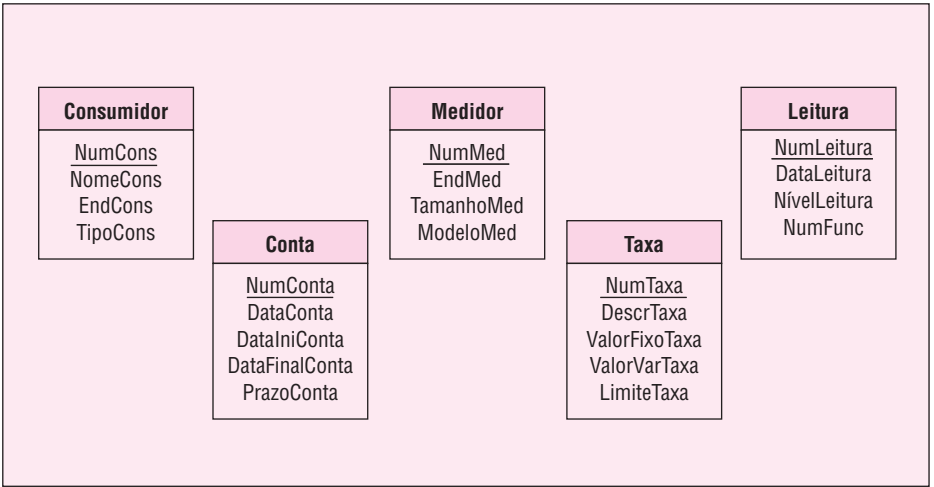 Consumidor
NumCons
NomeCons
EndCons
TipoCons
Conta
NumConta
DataConta
DataIniConta
DataFinalConta
PrazoConta
Medidor
NumMed
EndMed
TamanhoMed
ModeloMed
Taxa
NumTaxa
DescrTaxa
ValorFixoTaxa
ValorVarTaxa
LimiteTaxa
Leitura
NumLeitura
DataLeitura
NívelLeitura
NumFunc